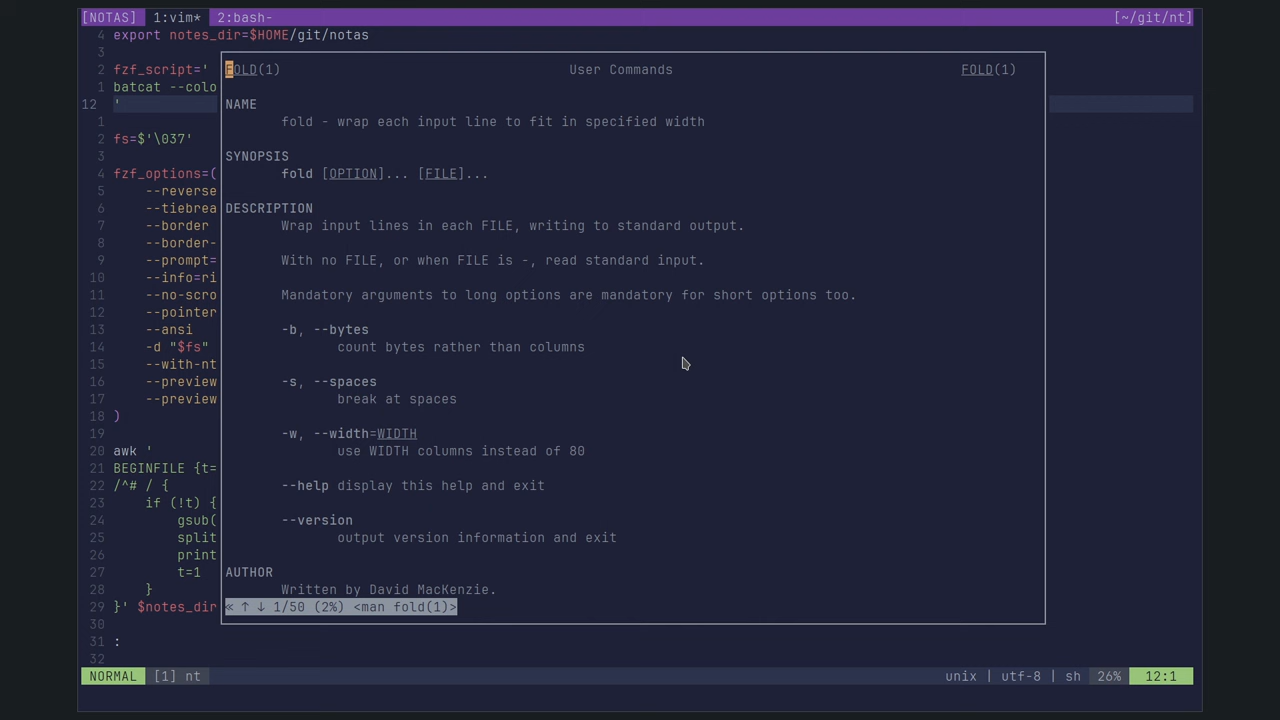 [NOTAS]  1:vim*  2:bash-  [~/git/nt]
4 export notes_dir=$HOME/git/notas
3
2 fzf_script='
1 batcat --colo
12 '
1
2 fs=$'\037'
3
4 fzf_options=(
5     --reverse
6     --tiebrea
7     --border
8     --border-
9     --prompt=
10     --info=ri
11     --no-scro
12     --pointer
13     --ansi
14     -d "$fs"
15     --with-nt
16     --preview
17     --preview
18 )
19
20 awk '
21 BEGINFILE {t=
22 /^# / {
23     if (!t) {
24         gsub(
25         split
26         print
27         t=1
28     }
29 }' $notes_dir
30
31 :
32
FOLD(1)  User Commands  FOLD(1)
NAME
fold - wrap each input line to fit in specified width
SYNOPSIS
fold [OPTION]... [FILE]...
DESCRIPTION
Wrap input lines in each FILE, writing to standard output.
With no FILE, or when FILE is -, read standard input.
Mandatory arguments to long options are mandatory for short options too.
-b, --bytes
count bytes rather than columns
-s, --spaces
break at spaces
-w, --width=WIDTH
use WIDTH columns instead of 80
--help display this help and exit
--version
output version information and exit
AUTHOR
Written by David MacKenzie.
« ↑ ↓ 1/50 (2%) <man fold(1)>
NORMAL  [1] nt  unix | utf-8 | sh  26%  12:1